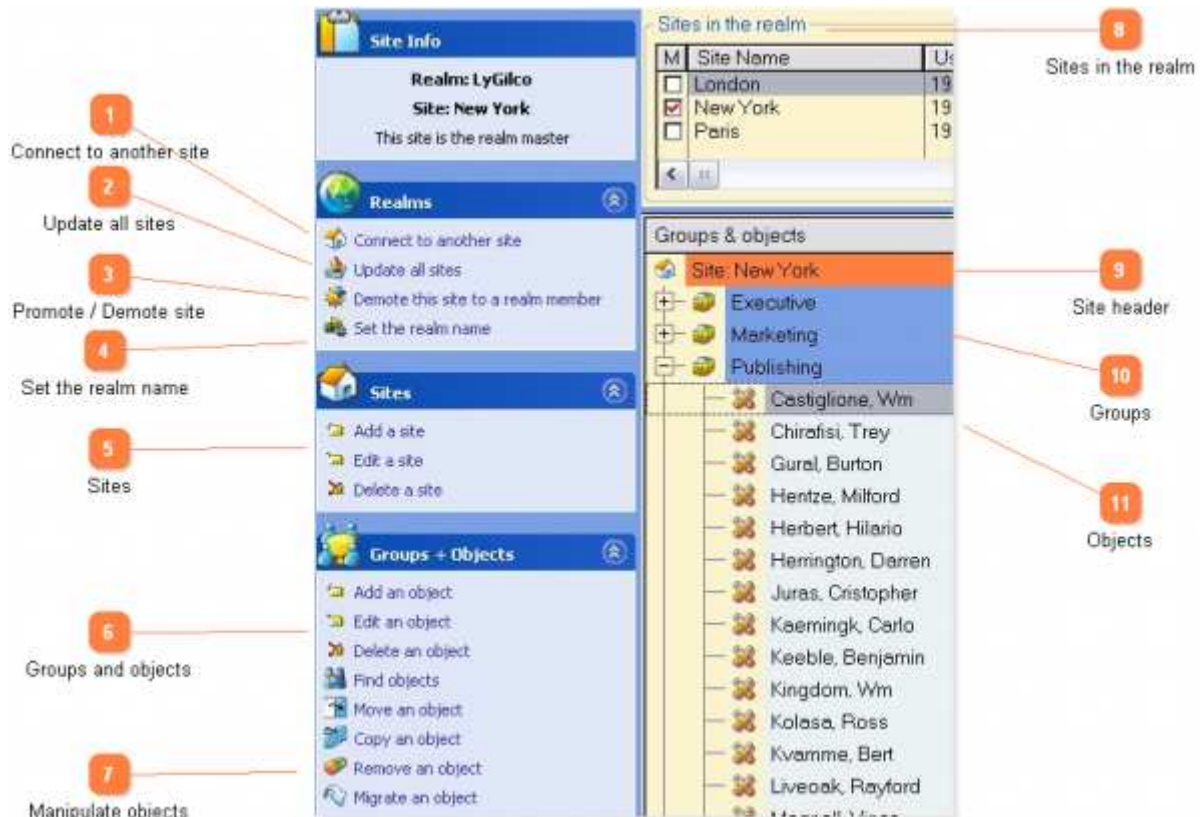 1
Connect to another site
2
Update all sites
3
Promote / Demote site
4
Set the realm name
5
Sites
6
Groups and objects
7
Manipulate objects
Site Info
Realm: LyGilco
Site: New York
This site is the realm master
Realms
Connect to another site
Update all sites
Demote this site to a realm member
Set the realm name
Sites
Add a site
Edit a site
Delete a site
Groups + Objects
Add an object
Edit an object
Delete an object
Find objects
Move an object
Copy an object
Remove an object
Migrate an object
Sites in the realm
M Site Name
London 19
New York 19
Paris 19
Groups & objects
Site: New York
Executive
Marketing
Publishing
Castiglione, Wm
Chirafisi, Trey
Gural, Burton
Hentze, Milford
Herbert, Hilario
Herrington, Darren
Juras, Cristopher
Kaemingk, Carlo
Keeble, Benjamin
Kingdom, Wm
Kolasa, Ross
Kvamme, Bert
Liveoak, Rayford
8
Sites in the realm
9
Site header
10
Groups
11
Objects